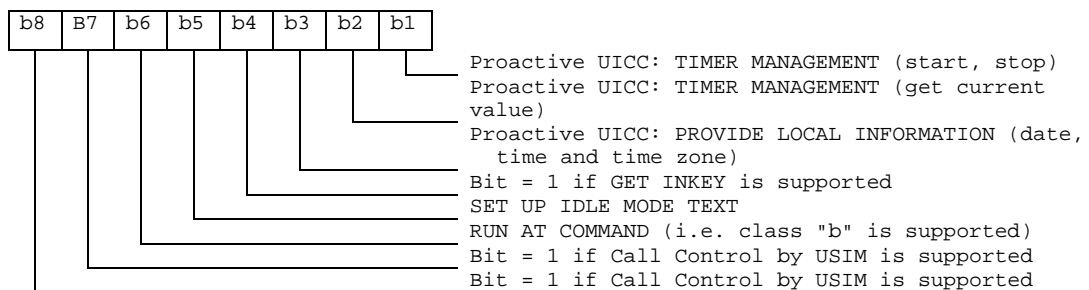 b8 B7 b6 b5 b4 b3 b2 b1
Proactive UICC: TIMER MANAGEMENT (start, stop)
Proactive UICC: TIMER MANAGEMENT (get current
value)
Proactive UICC: PROVIDE LOCAL INFORMATION (date,
time and time zone)
Bit = 1 if GET INKEY is supported
SET UP IDLE MODE TEXT
RUN AT COMMAND (i.e. class "b" is supported)
Bit = 1 if Call Control by USIM is supported
Bit = 1 if Call Control by USIM is supported